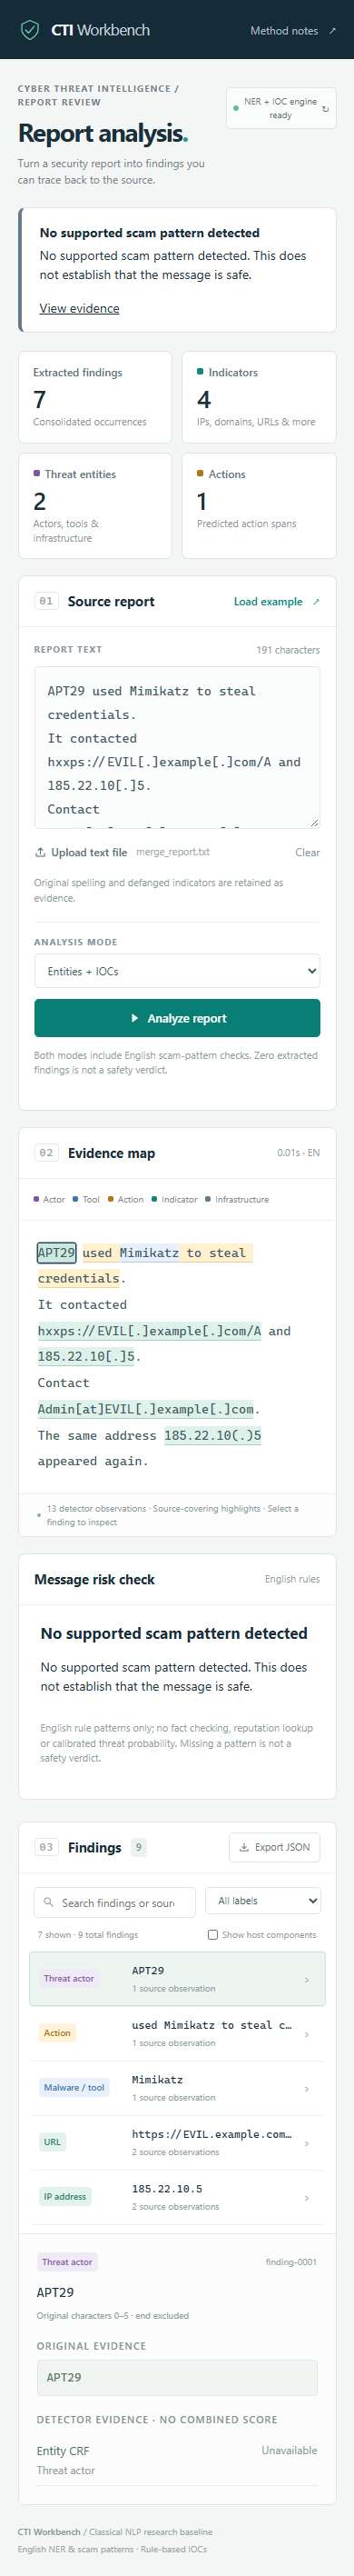 CTI Workbench
Method notes ↗
CYBER THREAT INTELLIGENCE /
REPORT REVIEW
NER + IOC engine
ready
Report analysis.
Turn a security report into findings you
can trace back to the source.
No supported scam pattern detected
No supported scam pattern detected. This does
not establish that the message is safe.
View evidence
Extracted findings
7
Consolidated occurrences
Indicators
4
IPs, domains, URLs & more
Threat entities
2
Actors, tools &
infrastructure
Actions
1
Predicted action spans
01 Source report
Load example ↗
REPORT TEXT
191 characters
APT29 used Mimikatz to steal
credentials.
It contacted
hxxps://EVIL[.]example[.]com/A and
185.22.10[.]5.
Contact
Upload text file merge_report.txt
Clear
Original spelling and defanged indicators are retained as
evidence.
ANALYSIS MODE
Entities + IOCs
Analyze report
Both modes include English scam-pattern checks. Zero extracted
findings is not a safety verdict.
02 Evidence map
0.01s · EN
Actor Tool Action Indicator Infrastructure
APT29 used Mimikatz to steal
credentials.
It contacted
hxxps://EVIL[.]example[.]com/A and
185.22.10[.]5.
Contact
Admin[at]EVIL[.]example[.]com.
The same address 185.22.10(.)5
appeared again.
13 detector observations · Source-covering highlights · Select a
finding to inspect
Message risk check
English rules
No supported scam pattern detected
No supported scam pattern detected. This does
not establish that the message is safe.
English rule patterns only; no fact checking, reputation lookup
or calibrated threat probability. Missing a pattern is not a
safety verdict.
03 Findings 9
Export JSON
Search findings or sour
All labels
7 shown · 9 total findings
Show host components
Threat actor
APT29
1 source observation
Action
used Mimikatz to steal c…
1 source observation
Malware / tool
Mimikatz
1 source observation
URL
https://EVIL.example.com…
2 source observations
IP address
185.22.10.5
2 source observations
Threat actor
finding-0001
APT29
Original characters 0–5 · end excluded
ORIGINAL EVIDENCE
APT29
DETECTOR EVIDENCE · NO COMBINED SCORE
Entity CRF
Unavailable
Threat actor
CTI Workbench / Classical NLP research baseline
English NER & scam patterns · Rule-based IOCs